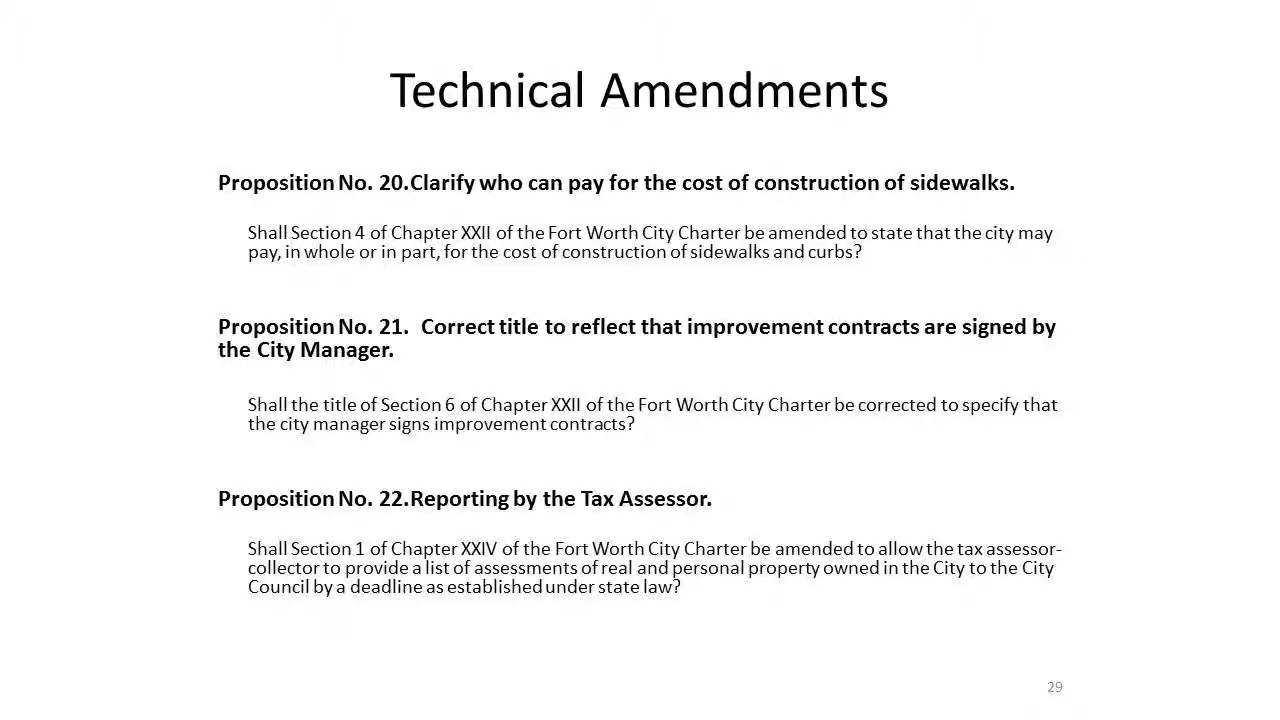 Technical Amendments
Proposition No. 20.Clarify who can pay for the cost of construction of sidewalks.
Shall Section 4 of Chapter XXII of the Fort Worth City Charter be amended to state that the city may
pay, in whole or in part, for the cost of construction of sidewalks and curbs?
Proposition No. 21.  Correct title to reflect that improvement contracts are signed by
the City Manager.
Shall the title of Section 6 of Chapter XXII of the Fort Worth City Charter be corrected to specify that
the city manager signs improvement contracts?
Proposition No. 22.Reporting by the Tax Assessor.
Shall Section 1 of Chapter XXIV of the Fort Worth City Charter be amended to allow the tax assessor-
collector to provide a list of assessments of real and personal property owned in the City to the City
Council by a deadline as established under state law?
29